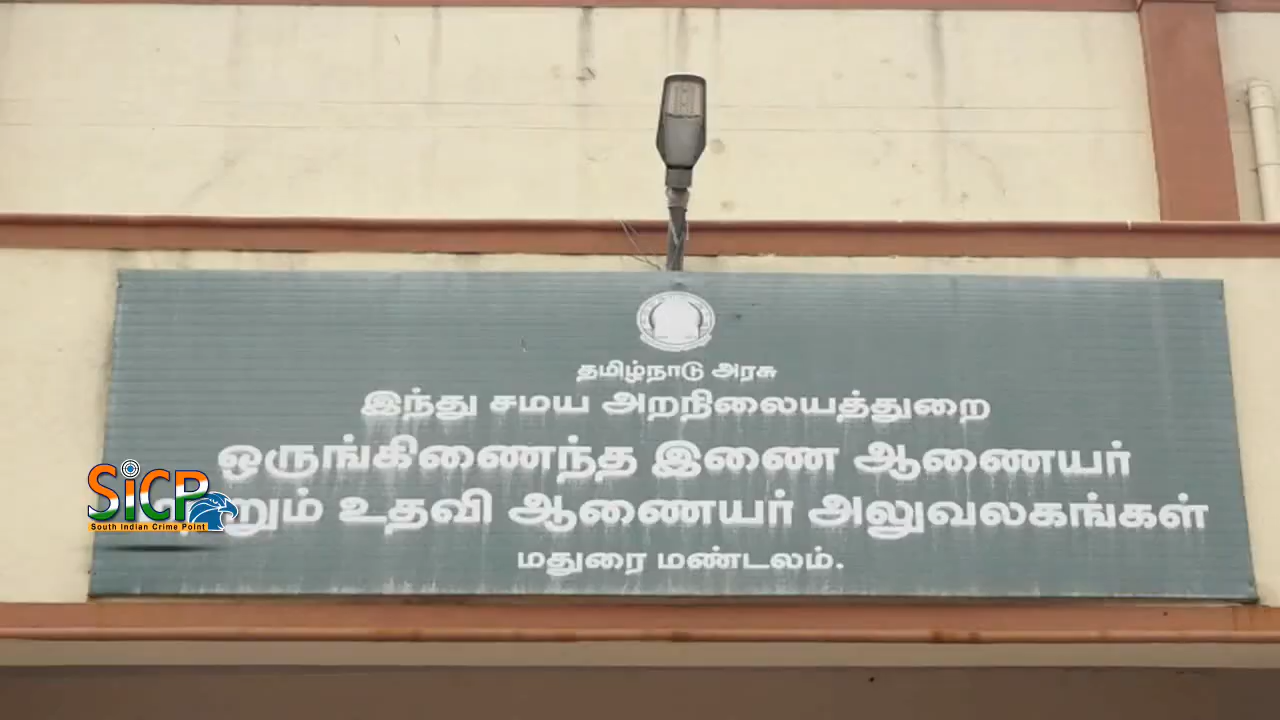 தமிழ்நாடு அரசு
இந்து சமய அறநிலையத்துறை
ஒருங்கிணைந்த இணை ஆணையர்
உதவி ஆணையர் அலுவலகங்கள்
மதுரை மண்டலம்.
SiCP
South Indian Crime Point